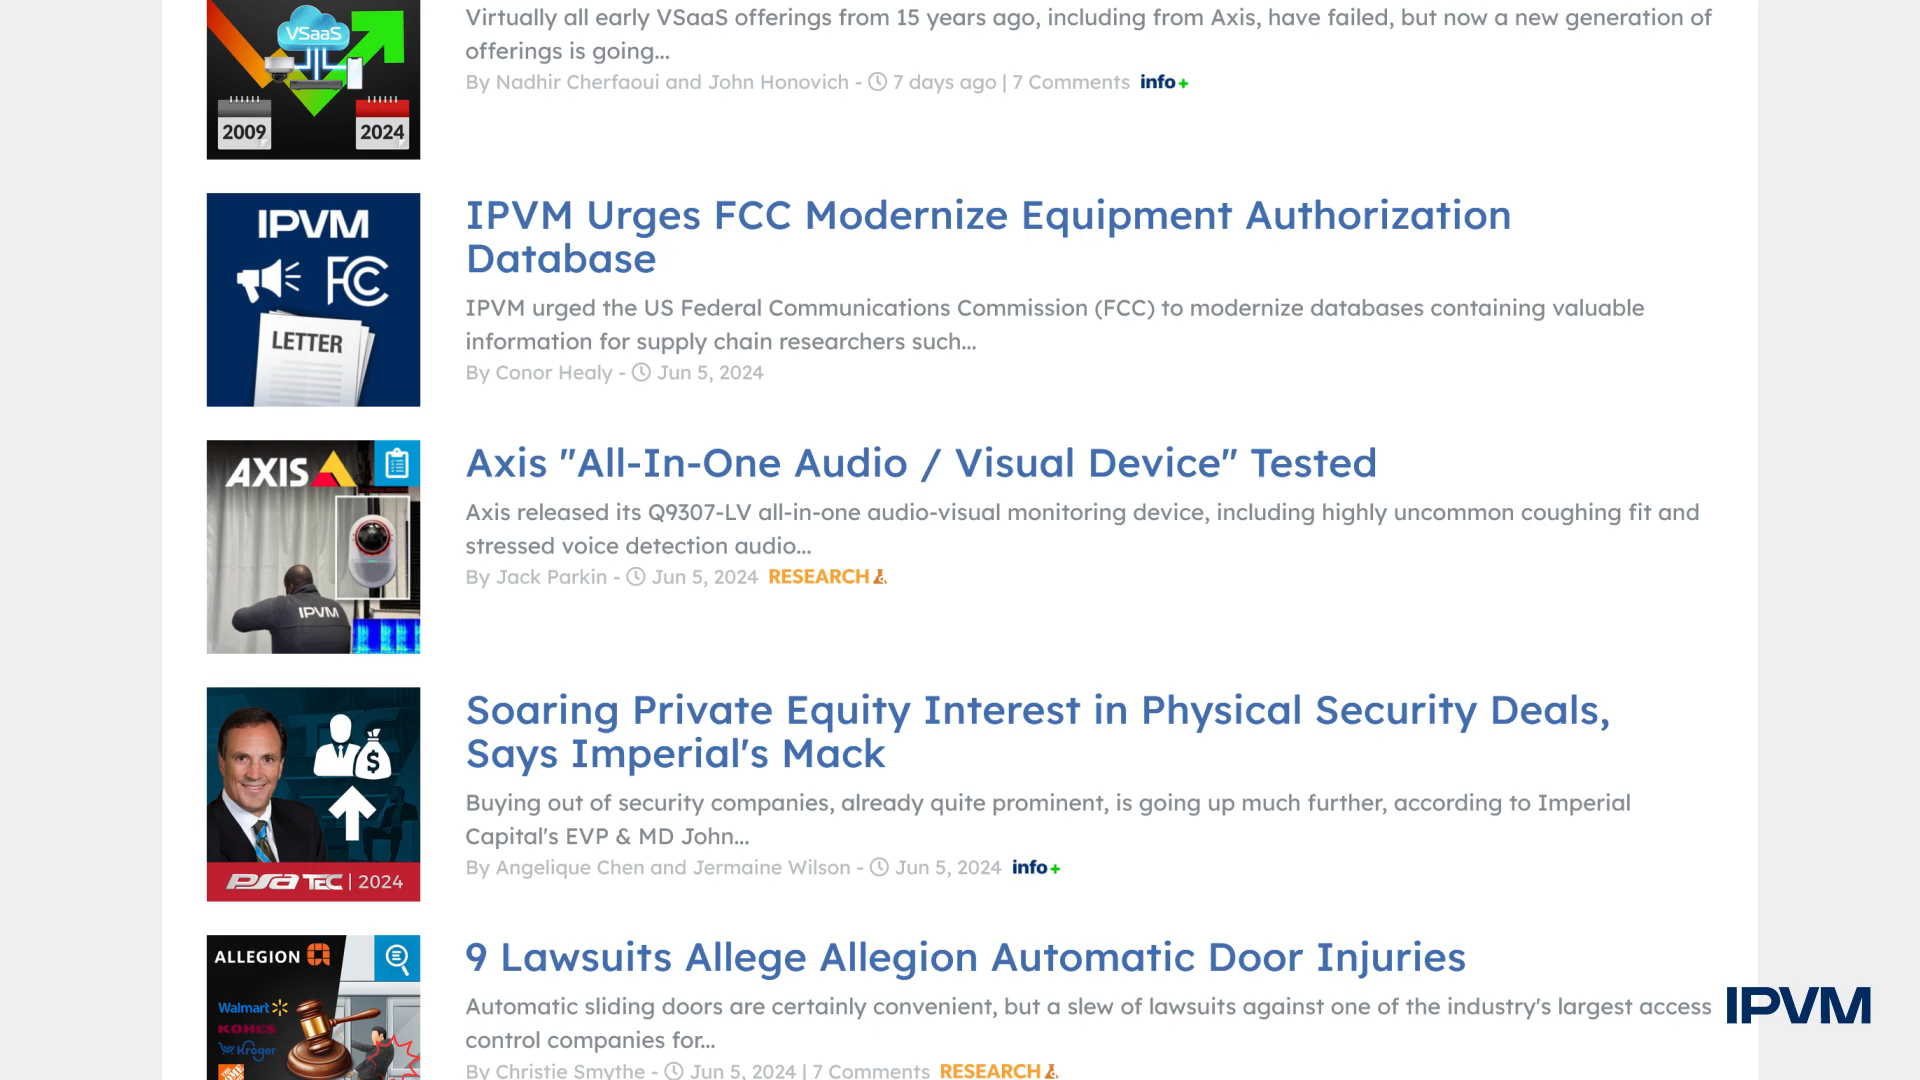 VSaaS
2009
2024
Virtually all early VSaaS offerings from 15 years ago, including from Axis, have failed, but now a new generation of
offerings is going...
By Nadhir Cherfaoui and John Honovich - 7 days ago | 7 Comments info+
IPVM
FCC
LETTER
IPVM Urges FCC Modernize Equipment Authorization
Database
IPVM urged the US Federal Communications Commission (FCC) to modernize databases containing valuable
information for supply chain researchers such...
By Conor Healy - Jun 5, 2024
AXIS
IPVM
Axis "All-In-One Audio / Visual Device" Tested
Axis released its Q9307-LV all-in-one audio-visual monitoring device, including highly uncommon coughing fit and
stressed voice detection audio...
By Jack Parkin - Jun 5, 2024 RESEARCH
$
PSA TEC | 2024
Soaring Private Equity Interest in Physical Security Deals,
Says Imperial's Mack
Buying out of security companies, already quite prominent, is going up much further, according to Imperial
Capital's EVP & MD John...
By Angelique Chen and Jermaine Wilson - Jun 5, 2024 info+
ALLEGION
Walmart
KOHL'S
Kroger
THE
9 Lawsuits Allege Allegion Automatic Door Injuries
Automatic sliding doors are certainly convenient, but a slew of lawsuits against one of the industry's largest access
control companies for...
By Christie Smythe - Jun 5, 2024 | 7 Comments RESEARCH
IPVM